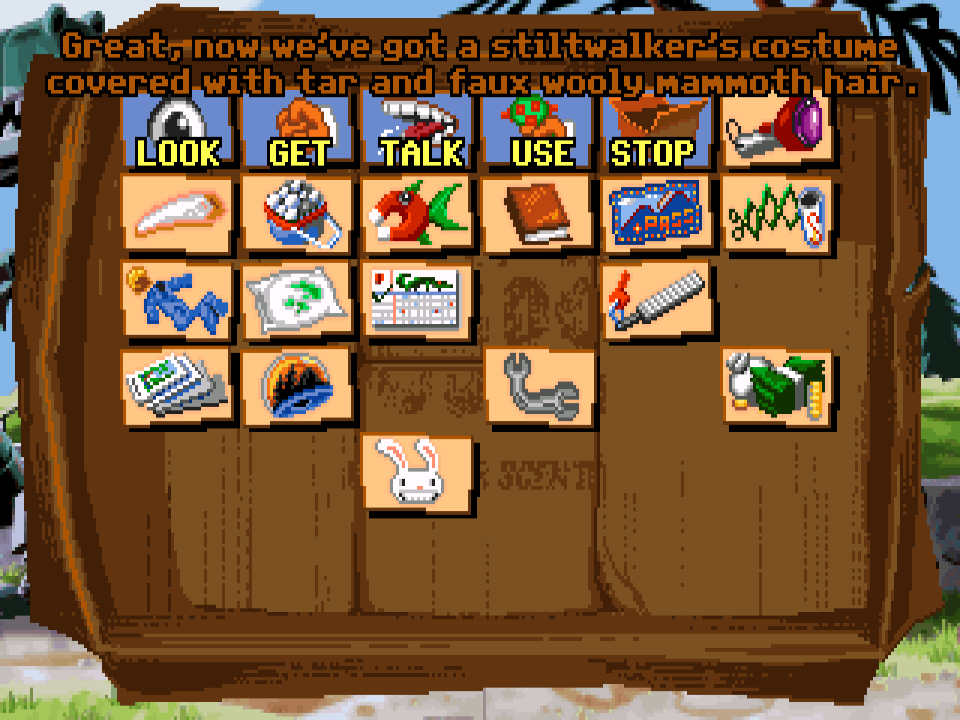 Great, now we've got a stiltwalker's costume
covered with tar and faux wooly mammoth hair.
LOOK GET TALK USE STOP
PASS
SCENT